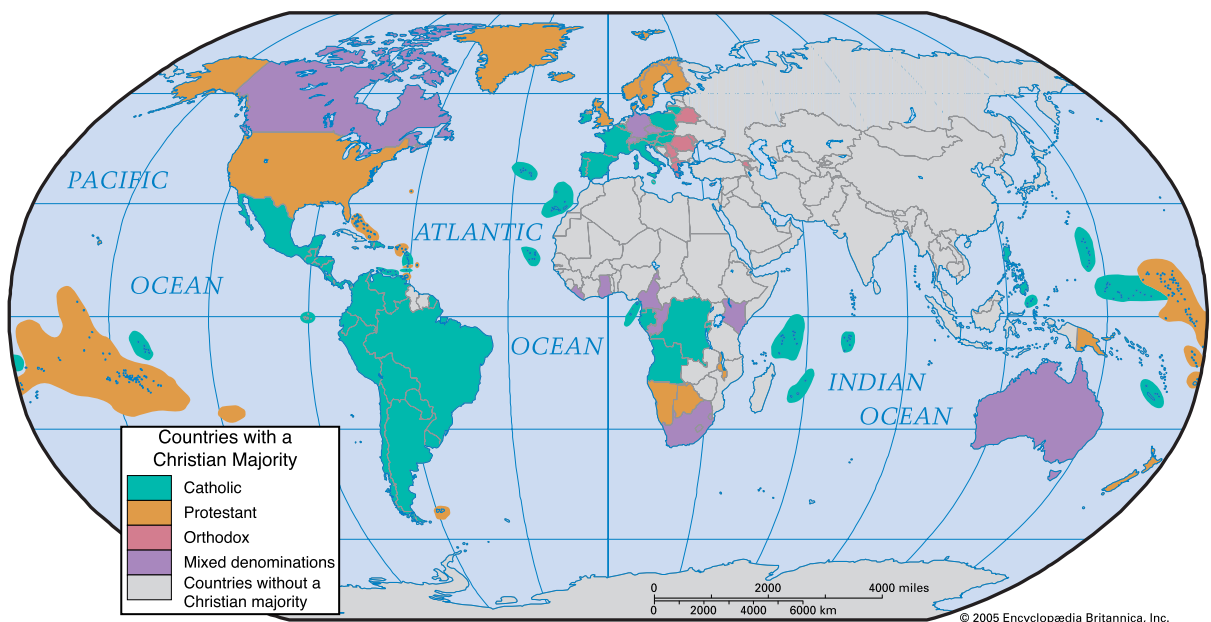 PACIFIC
OCEAN
ATLANTIC
OCEAN
INDIAN
OCEAN
Countries with a
Christian Majority
Catholic
Protestant
Orthodox
Mixed denominations
Countries without a
Christian majority
0 2000 4000 miles
0 2000 4000 6000 km
© 2005 Encyclopædia Britannica, Inc.